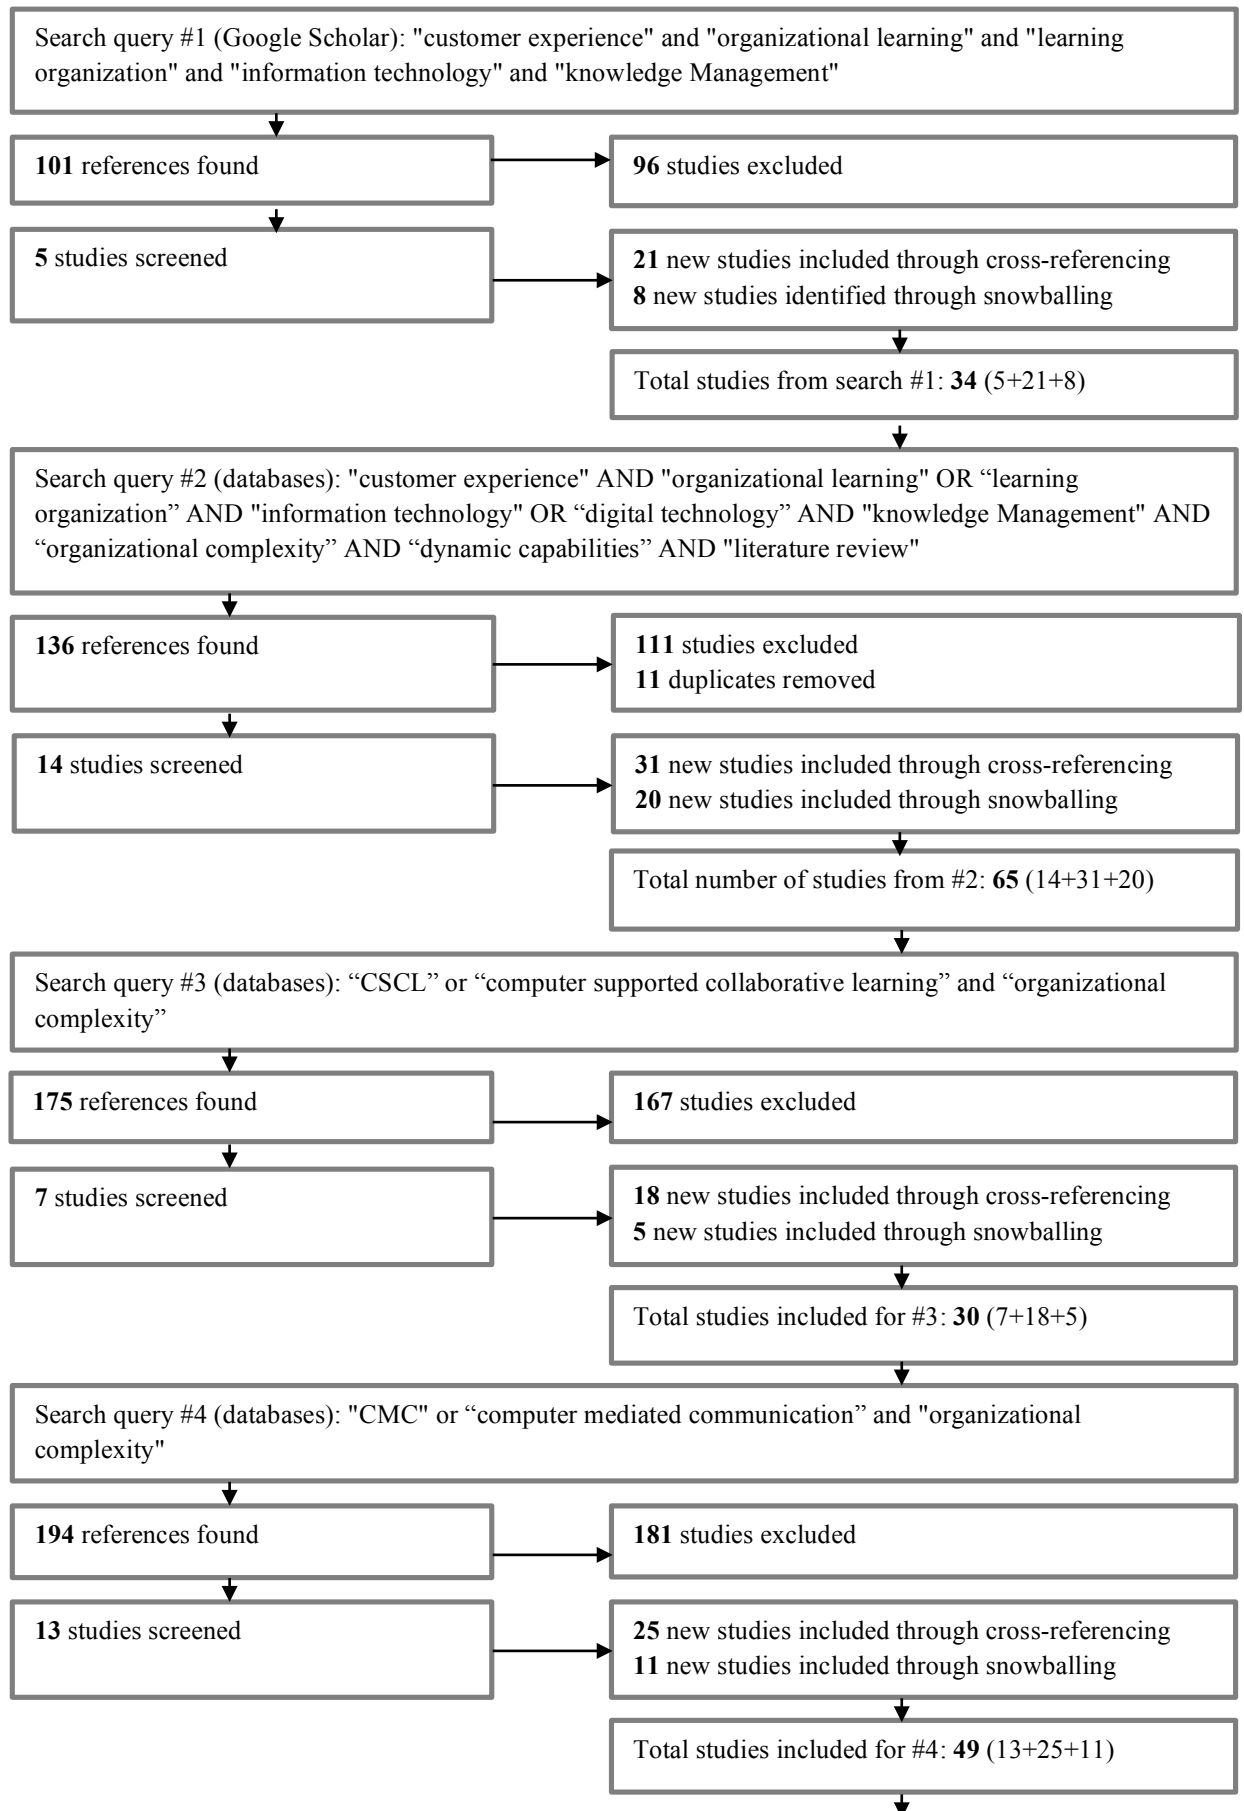 Search query #1 (Google Scholar): "customer experience" and "organizational learning" and "learning
organization" and "information technology" and "knowledge Management"
101 references found
96 studies excluded
5 studies screened
21 new studies included through cross-referencing
8 new studies identified through snowballing
Total studies from search #1: 34 (5+21+8)
Search query #2 (databases): "customer experience" AND "organizational learning" OR “learning
organization” AND "information technology" OR “digital technology” AND "knowledge Management" AND
“organizational complexity” AND “dynamic capabilities” AND "literature review"
136 references found
111 studies excluded
11 duplicates removed
14 studies screened
31 new studies included through cross-referencing
20 new studies included through snowballing
Total number of studies from #2: 65 (14+31+20)
Search query #3 (databases): “CSCL” or “computer supported collaborative learning” and “organizational
complexity”
175 references found
167 studies excluded
7 studies screened
18 new studies included through cross-referencing
5 new studies included through snowballing
Total studies included for #3: 30 (7+18+5)
Search query #4 (databases): "CMC" or “computer mediated communication” and "organizational
complexity"
194 references found
181 studies excluded
13 studies screened
25 new studies included through cross-referencing
11 new studies included through snowballing
Total studies included for #4: 49 (13+25+11)